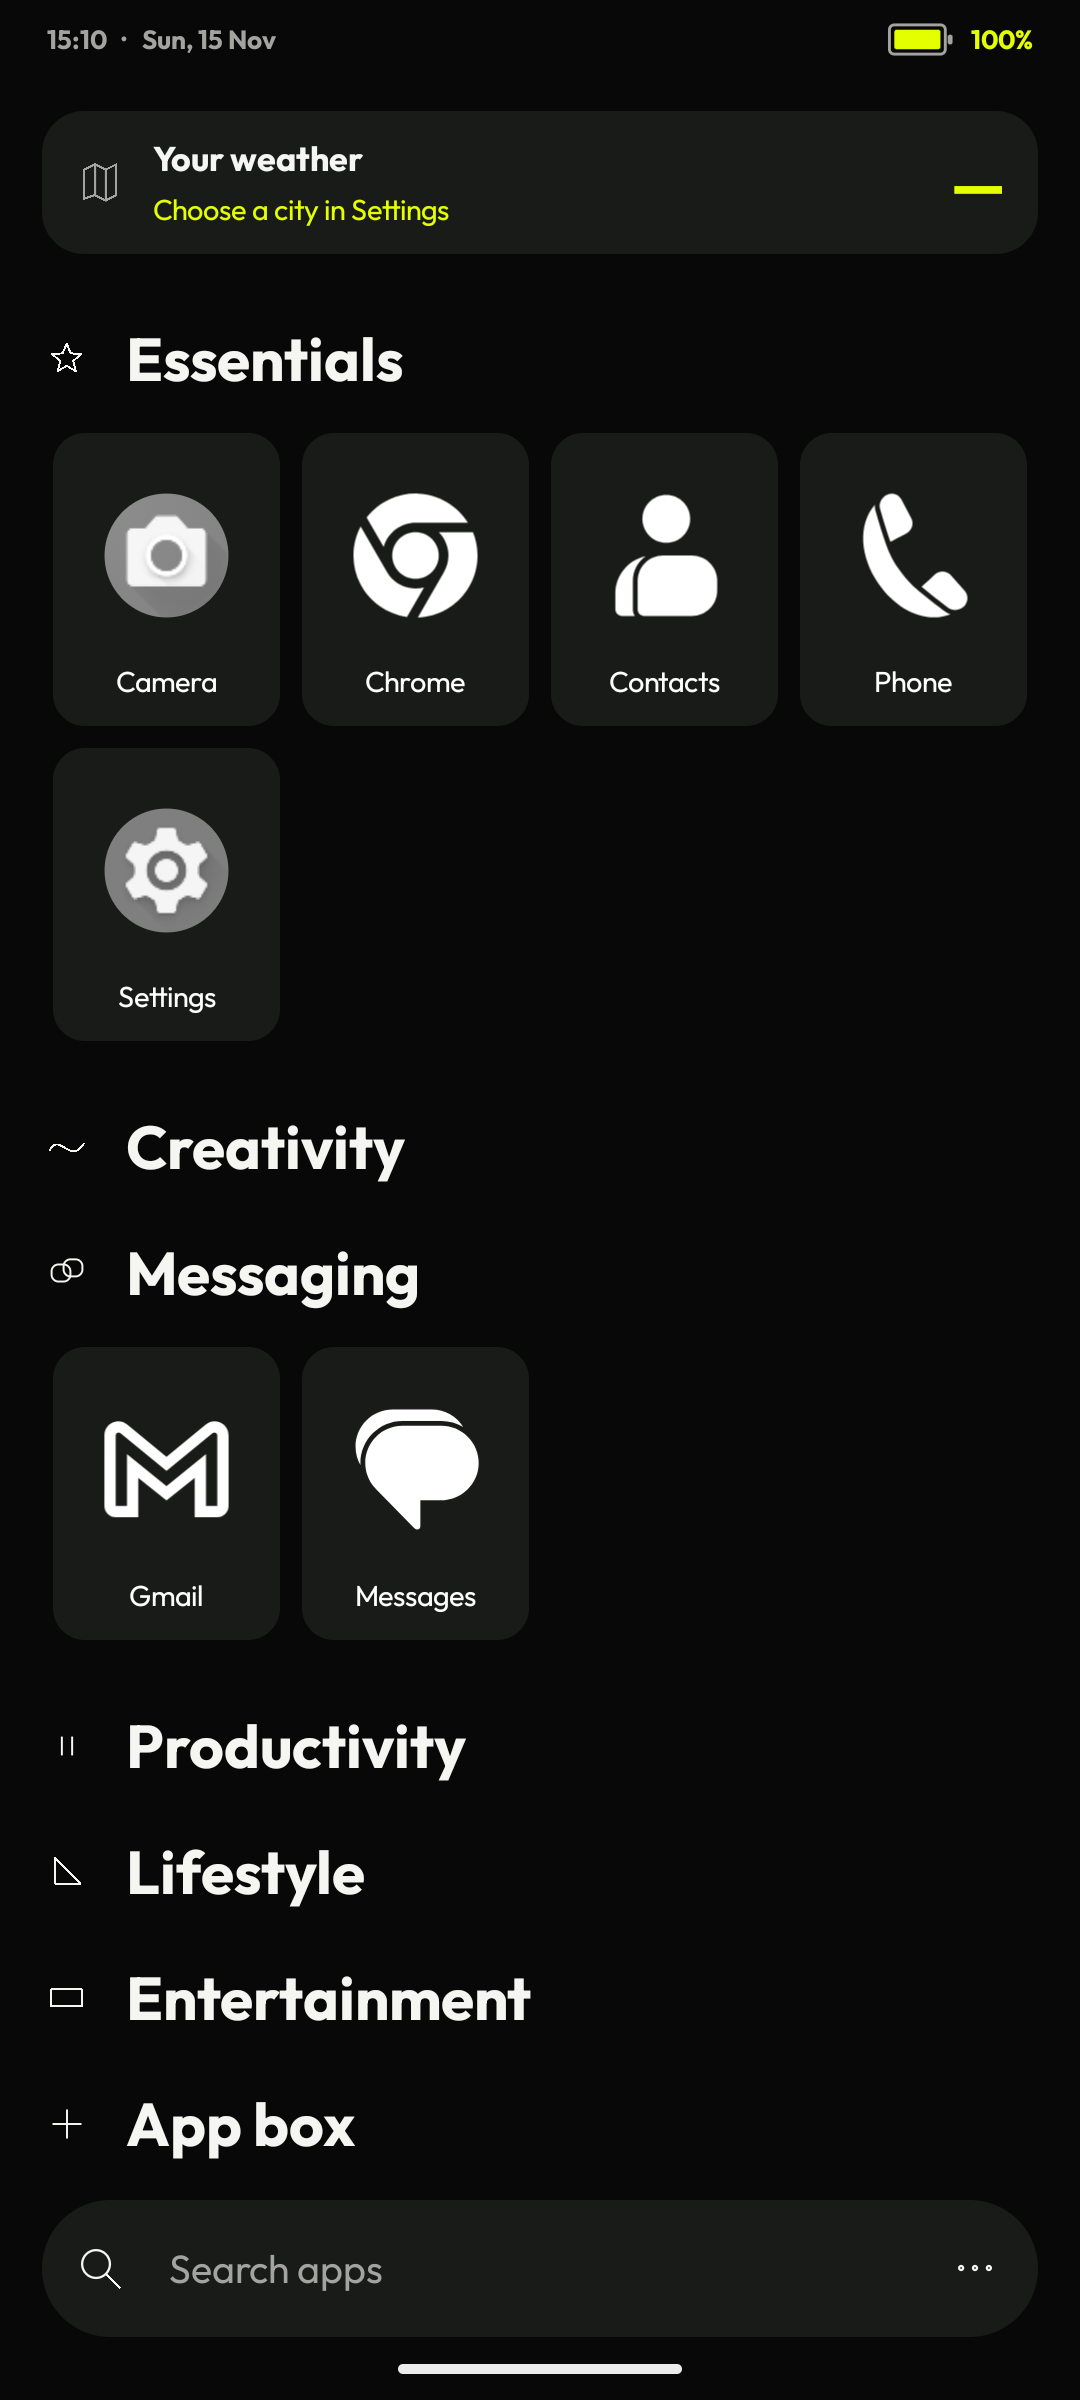 15:10 · Sun, 15 Nov 100%
Your weather
Choose a city in Settings
Essentials
Camera Chrome Contacts Phone
Settings
Creativity
Messaging
Gmail Messages
Productivity
Lifestyle
Entertainment
App box
Search apps